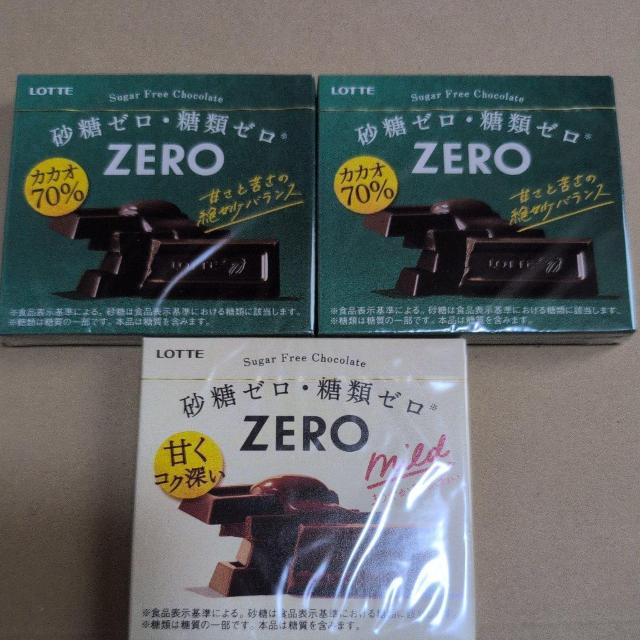 LOTTE
Sugar Free Chocolate
砂糖ゼロ・糖類ゼロ※
ZERO
カカオ
70%
甘さと苦さの
絶妙バランス
LOTTE
※食品表示基準による。砂糖は食品表示基準における糖類に該当します。
※糖類は糖質の一部です。本品は糖質を含みます。
LOTTE
Sugar Free Chocolate
砂糖ゼロ・糖類ゼロ※
ZERO
カカオ
70%
甘さと苦さの
絶妙バランス
LOTTE
※食品表示基準による。砂糖は食品表示基準における糖類に該当します。
※糖類は糖質の一部です。本品は糖質を含みます。
LOTTE
Sugar Free Chocolate
砂糖ゼロ・糖類ゼロ※
ZERO
mild
甘く
コク深い
※食品表示基準による。砂糖は食品表示基準における糖類に該当します。
※糖類は糖質の一部です。本品は糖質を含みます。